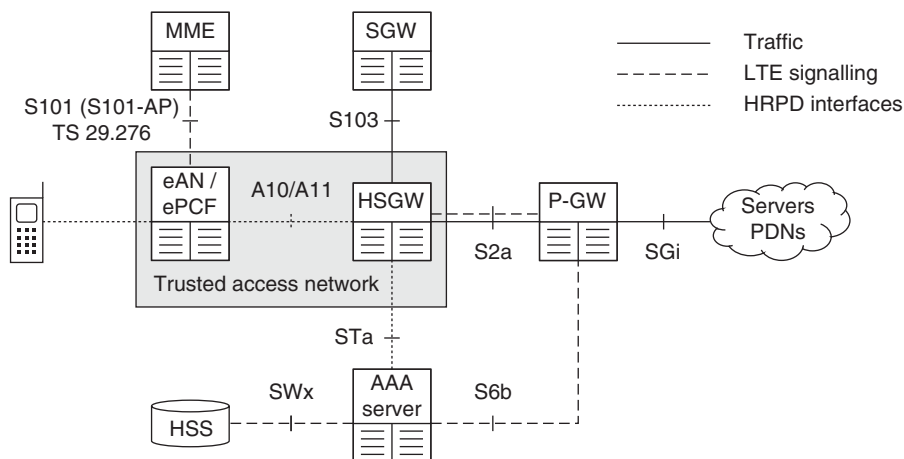 MME
SGW
Traffic
LTE signalling
HRPD interfaces
S101 (S101-AP)
TS 29.276
S103
eAN /
ePCF
A10/A11
HSGW
P-GW
Servers
PDNs
S2a
SGi
Trusted access network
STa
SWx
AAA
server
S6b
HSS